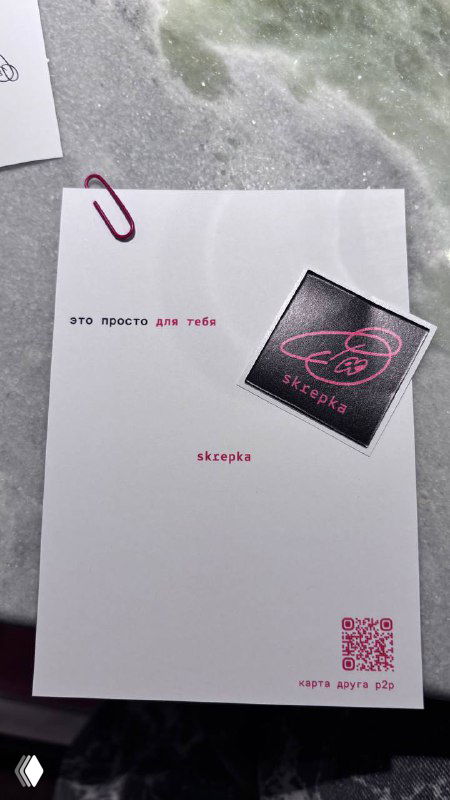 это просто для тебя
skrepka
skrepka
карта друга p2p